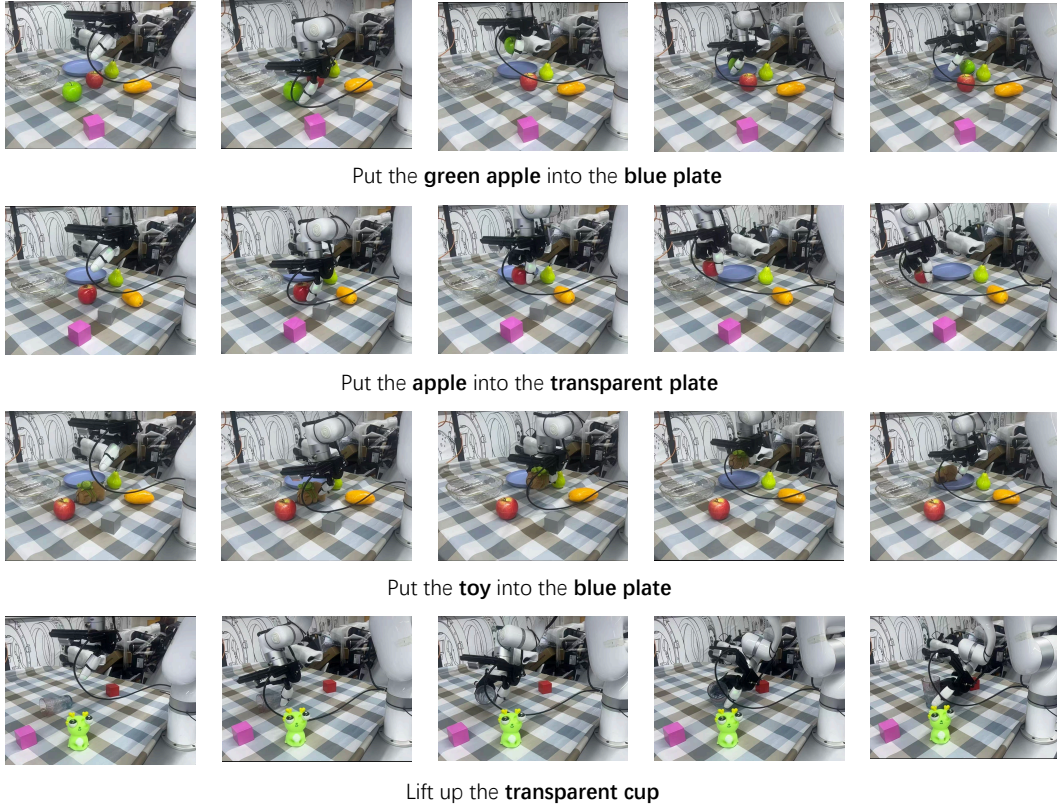 Put the green apple into the blue plate
Put the apple into the transparent plate
Put the toy into the blue plate
Lift up the transparent cup